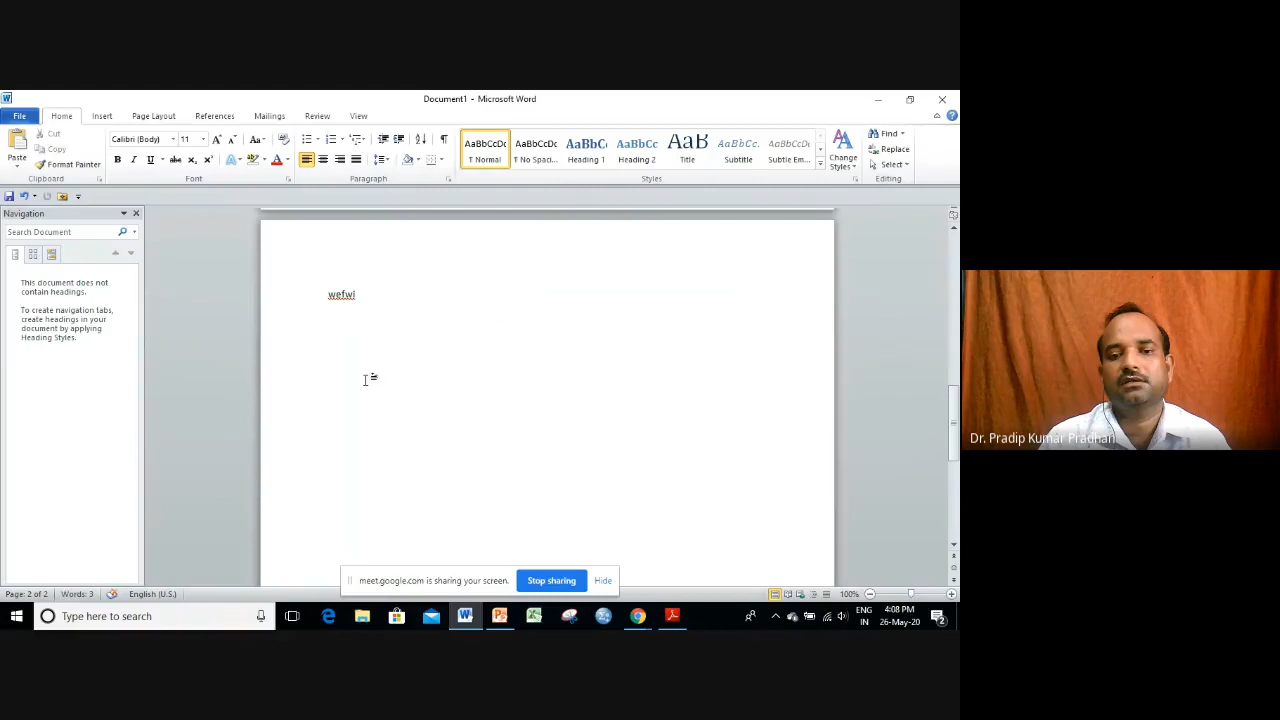 Document1 - Microsoft Word
File Home Insert Page Layout References Mailings Review View
Paste
Cut
Copy
Format Painter
Clipboard
Calibri (Body) 11
Font
Paragraph
AaBbCcDc AaBbCcDc AaBbC AaBbCc AaB AaBbCc. AaBbCcDc
¶ Normal ¶ No Spaci... Heading 1 Heading 2 Title Subtitle Subtle Em...
Styles
Change
Styles
Find
Replace
Select
Editing
Navigation
Search Document
This document does not
contain headings.
To create navigation tabs,
create headings in your
document by applying
Heading Styles.
wefwi
meet.google.com is sharing your screen. Stop sharing Hide
Page: 2 of 2 Words: 3 English (U.S.) 100%
Type here to search
ENG
IN
4:08 PM
26-May-20
2
Dr. Pradip Kumar Pradhan